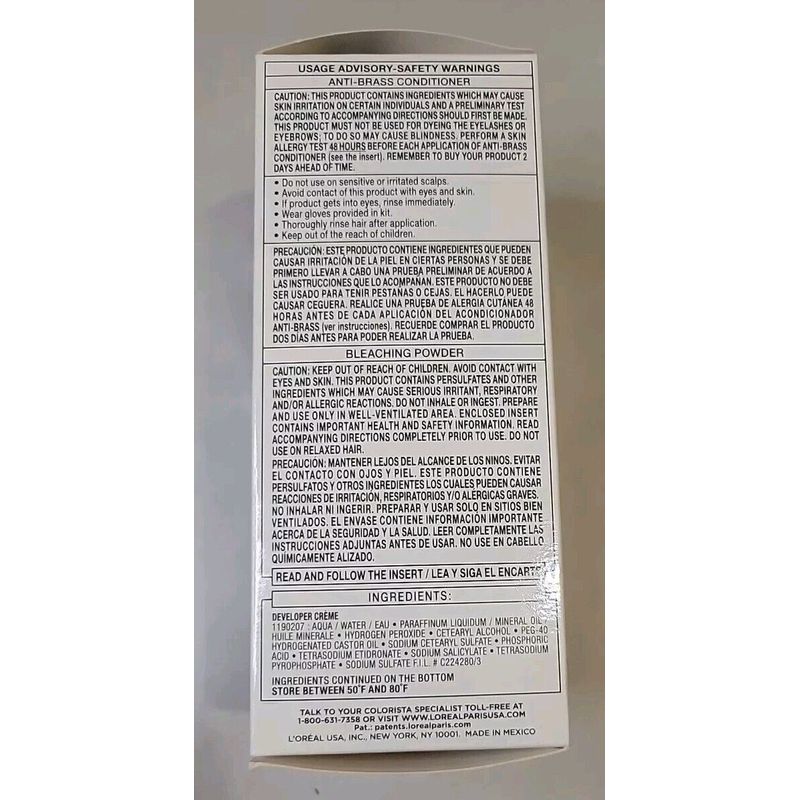 USAGE ADVISORY-SAFETY WARNINGS
ANTI-BRASS CONDITIONER
CAUTION: THIS PRODUCT CONTAINS INGREDIENTS WHICH MAY CAUSE
SKIN IRRITATION ON CERTAIN INDIVIDUALS AND A PRELIMINARY TEST
ACCORDING TO ACCOMPANYING DIRECTIONS SHOULD FIRST BE MADE.
THIS PRODUCT MUST NOT BE USED FOR DYEING THE EYELASHES OR
EYEBROWS; TO DO SO MAY CAUSE BLINDNESS. PERFORM A SKIN
ALLERGY TEST 48 HOURS BEFORE EACH APPLICATION OF ANTI-BRASS
CONDITIONER (see the insert). REMEMBER TO BUY YOUR PRODUCT 2
DAYS AHEAD OF TIME.
• Do not use on sensitive or irritated scalps.
• Avoid contact of this product with eyes and skin.
• If product gets into eyes, rinse immediately.
• Wear gloves provided in kit.
• Thoroughly rinse hair after application.
• Keep out of the reach of children.
PRECAUCIÓN: ESTE PRODUCTO CONTIENE INGREDIENTES QUE PUEDEN
CAUSAR IRRITACIÓN DE LA PIEL EN CIERTAS PERSONAS Y SE DEBE
PRIMERO LLEVAR A CABO UNA PRUEBA PRELIMINAR DE ACUERDO A
LAS INSTRUCCIONES QUE LO ACOMPAÑAN. ESTE PRODUCTO NO DEBE
SER USADO PARA TENIR PESTAÑAS O CEJAS. EL HACERLO PUEDE
CAUSAR CEGUERA. REALICE UNA PRUEBA DE ALERGIA CUTÁNEA 48
HORAS ANTES DE CADA APLICACIÓN DEL ACONDICIONADOR
ANTI-BRASS (ver instrucciones). RECUERDE COMPRAR EL PRODUCTO
DOS DÍAS ANTES PARA PODER REALIZAR LA PRUEBA.
BLEACHING POWDER
CAUTION: KEEP OUT OF REACH OF CHILDREN. AVOID CONTACT WITH
EYES AND SKIN. THIS PRODUCT CONTAINS PERSULFATES AND OTHER
INGREDIENTS WHICH MAY CAUSE SERIOUS IRRITANT, RESPIRATORY
AND/OR ALLERGIC REACTIONS. DO NOT INHALE OR INGEST. PREPARE
AND USE ONLY IN WELL-VENTILATED AREA. ENCLOSED INSERT
CONTAINS IMPORTANT HEALTH AND SAFETY INFORMATION. READ
ACCOMPANYING DIRECTIONS COMPLETELY PRIOR TO USE. DO NOT
USE ON RELAXED HAIR.
PRECAUCIÓN: MANTENER LEJOS DEL ALCANCE DE LOS NINOS. EVITAR
EL CONTACTO CON OJOS Y PIEL. ESTE PRODUCTO CONTIENE
PERSULFATOS Y OTROS INGREDIENTES LOS CUALES PUEDEN CAUSAR
REACCIONES DE IRRITACIÓN, RESPIRATORIOS Y/O ALÉRGICAS GRAVES.
NO INHALAR NI INGERIR. PREPARAR Y USAR SOLO EN SITIOS BIEN
VENTILADOS. EL ENVASE CONTIENE INFORMACIÓN IMPORTANTE
ACERCA DE LA SEGURIDAD Y LA SALUD. LEER COMPLETAMENTE LAS
INSTRUCCIONES ADJUNTAS ANTES DE USAR. NO USE EN CABELLO
QUÍMICAMENTE ALIZADO.
READ AND FOLLOW THE INSERT / LEA Y SIGA EL ENCARTE
INGREDIENTS:
DEVELOPER CRÈME
1190207 : AQUA / WATER / EAU • PARAFFINUM LIQUIDUM / MINERAL OIL /
HUILE MINERALE • HYDROGEN PEROXIDE • CETEARYL ALCOHOL • PEG-40
HYDROGENATED CASTOR OIL • SODIUM CETEARYL SULFATE • PHOSPHORIC
ACID • TETRASODIUM ETIDRONATE • SODIUM SALICYLATE • TETRASODIUM
PYROPHOSPHATE • SODIUM SULFATE F.I.L. # C224280/3
INGREDIENTS CONTINUED ON THE BOTTOM
STORE BETWEEN 50°F AND 80°F
TALK TO YOUR COLORISTA SPECIALIST TOLL-FREE AT
1-800-631-7358 OR VISIT WWW.LOREALPARISUSA.COM
Pat.: patents.lorealparis.com
L'ORÉAL USA, INC., NEW YORK, NY 10001. MADE IN MEXICO